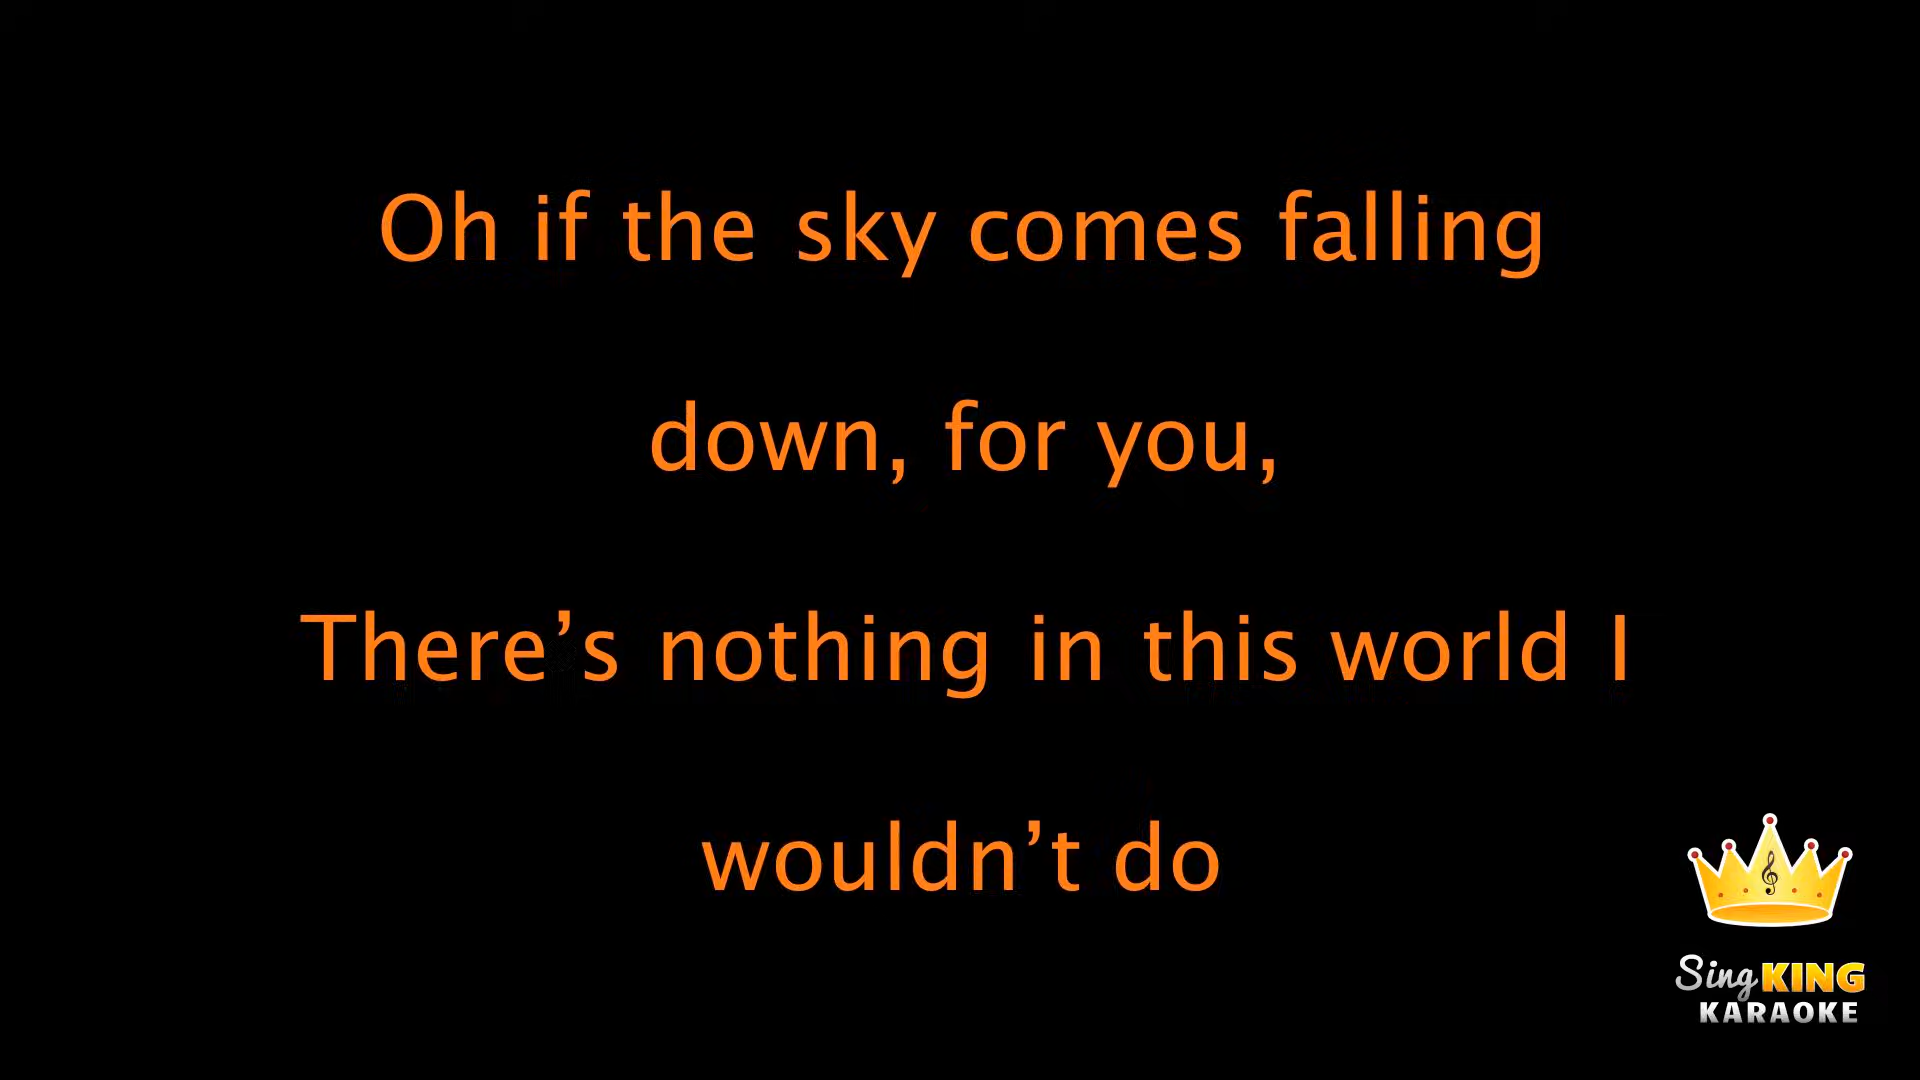 Oh if the sky comes falling
down, for you,
There’s nothing in this world I
wouldn’t do
Sing KING
KARAOKE